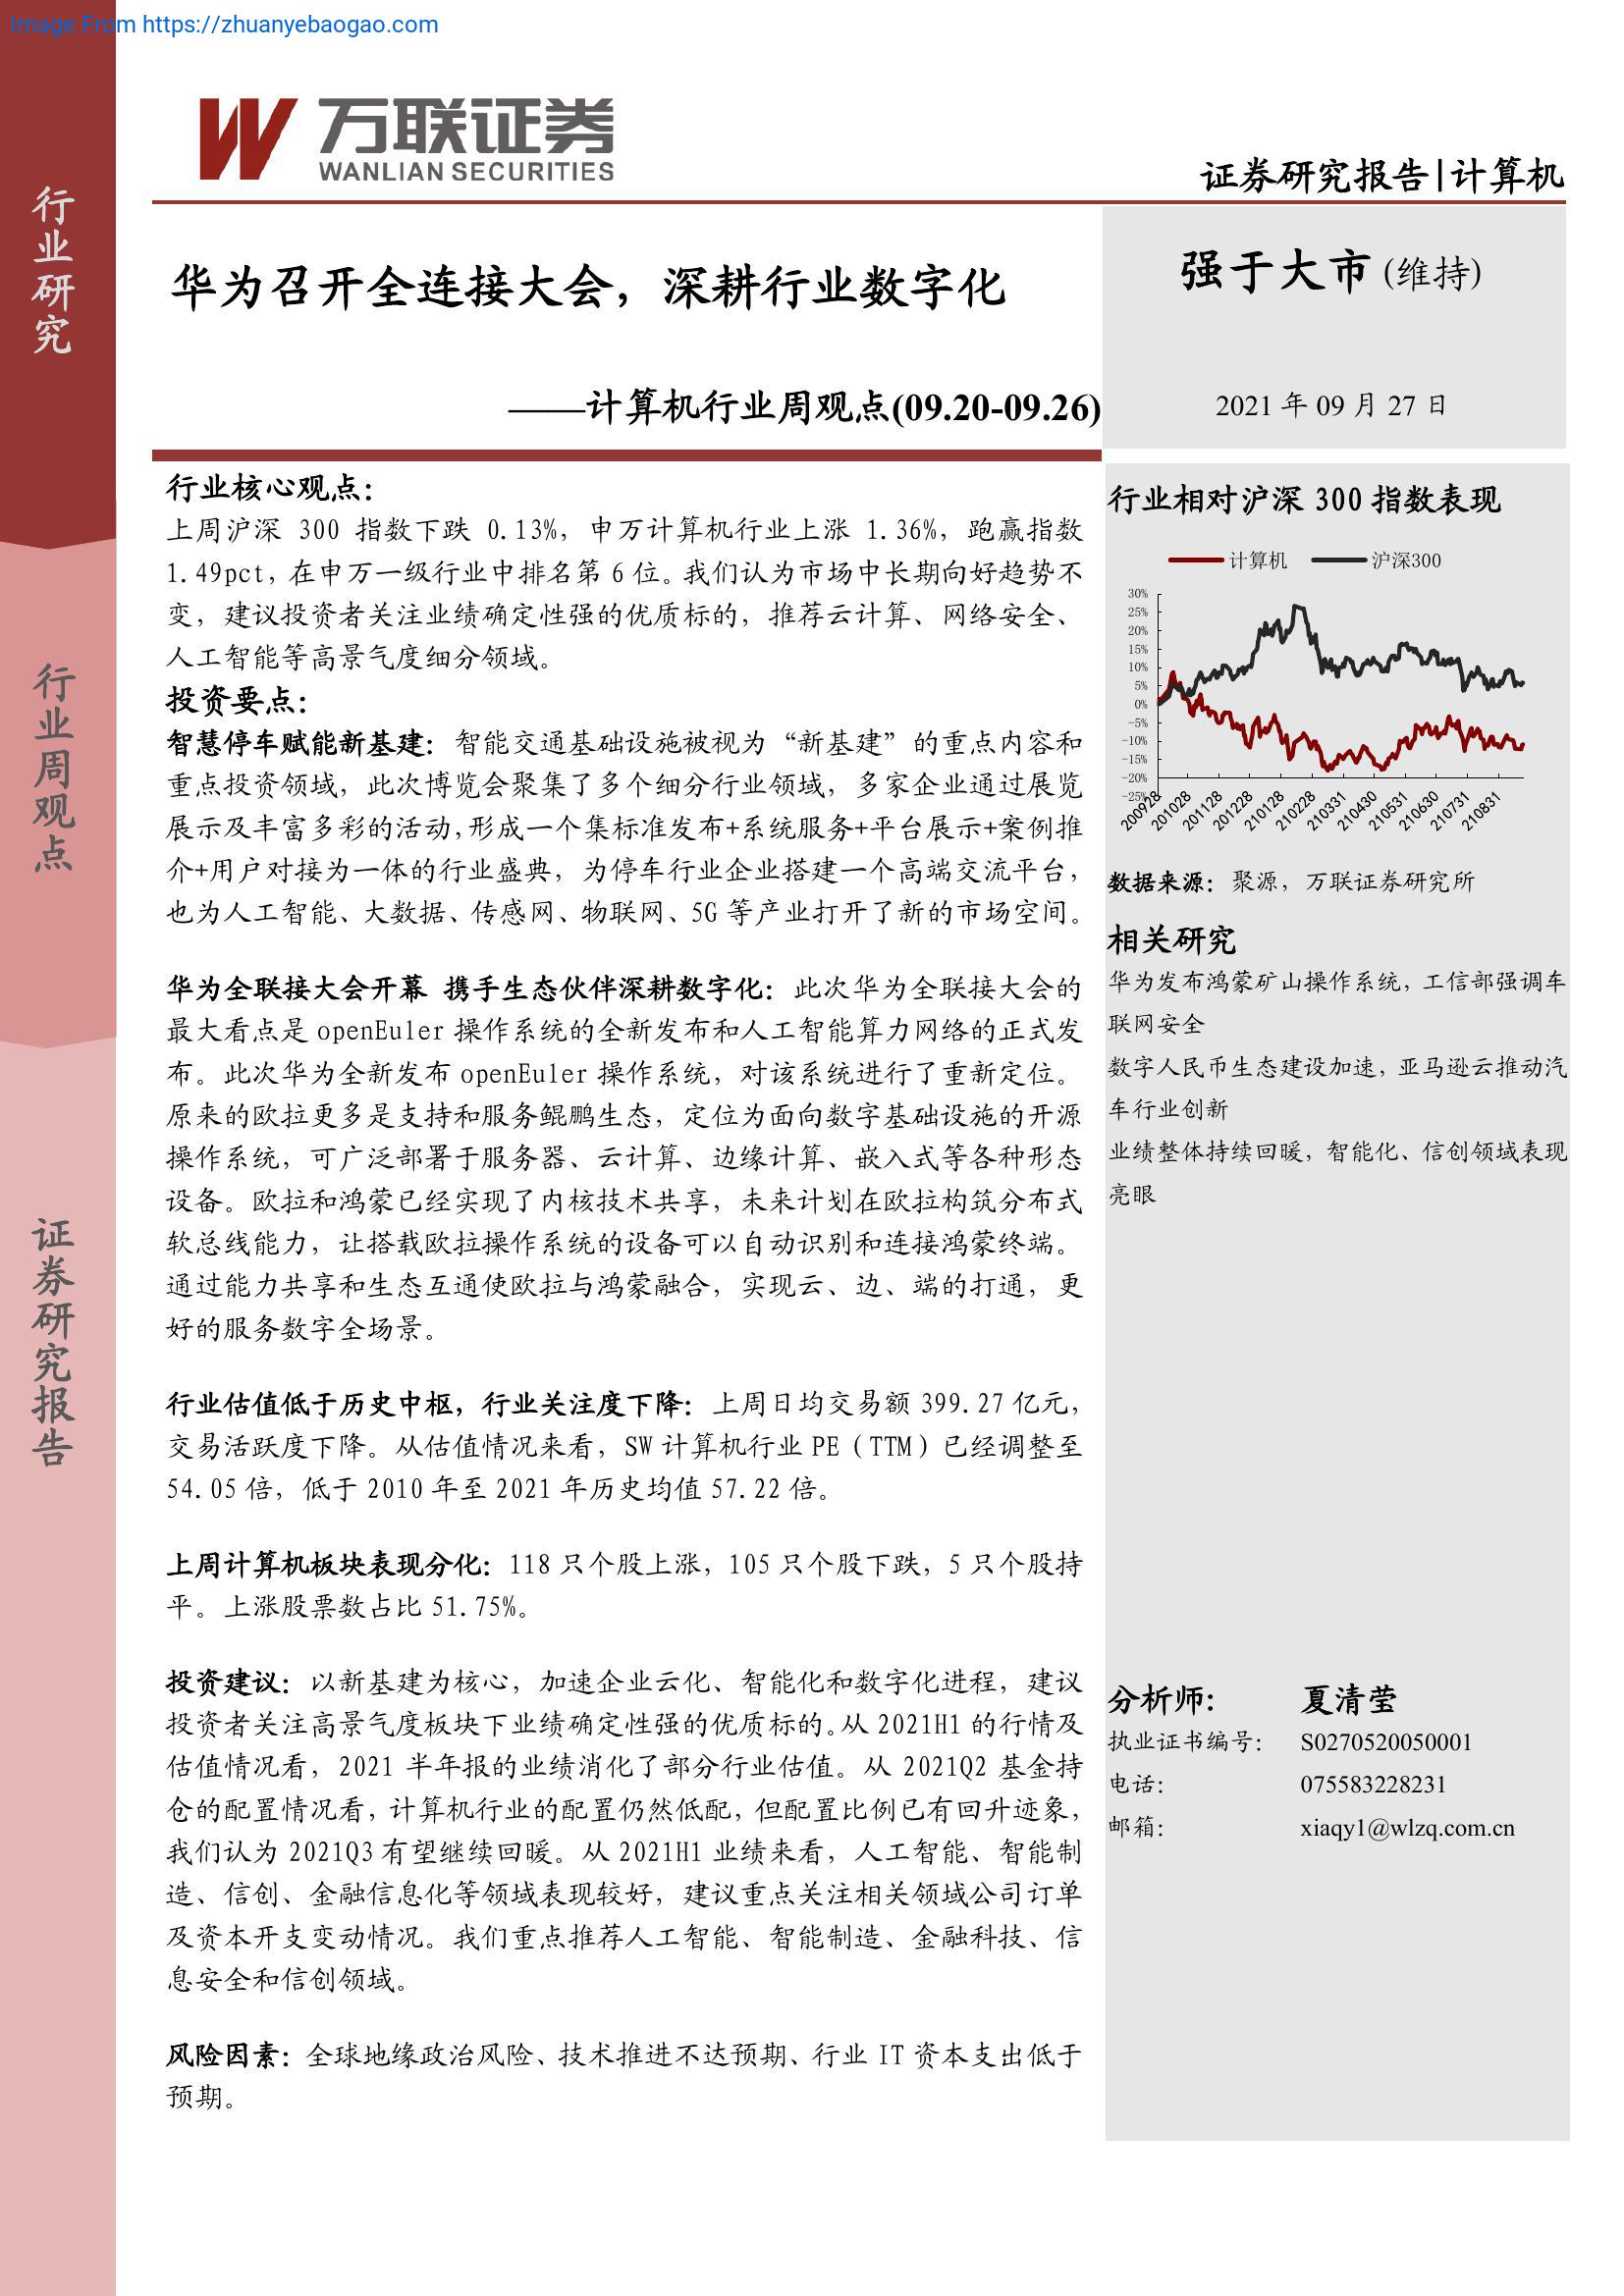 Image From https://zhuanyebaogao.com
万联证券
WANLIAN SECURITIES
证券研究报告|计算机
行业研究
行业周观点
证券研究报告
华为召开全连接大会，深耕行业数字化
——计算机行业周观点(09.20-09.26)
强于大市(维持)
2021 年 09 月 27 日
行业核心观点：
上周沪深 300 指数下跌 0.13%，申万计算机行业上涨 1.36%，跑赢指数
1.49pct，在申万一级行业中排名第 6 位。我们认为市场中长期向好趋势不
变，建议投资者关注业绩确定性强的优质标的，推荐云计算、网络安全、
人工智能等高景气度细分领域。
投资要点：
智慧停车赋能新基建：智能交通基础设施被视为“新基建”的重点内容和
重点投资领域，此次博览会聚集了多个细分行业领域，多家企业通过展览
展示及丰富多彩的活动，形成一个集标准发布+系统服务+平台展示+案例推
介+用户对接为一体的行业盛典，为停车行业企业搭建一个高端交流平台，
也为人工智能、大数据、传感网、物联网、5G 等产业打开了新的市场空间。
华为全联接大会开幕 携手生态伙伴深耕数字化：此次华为全联接大会的
最大看点是 openEuler 操作系统的全新发布和人工智能算力网络的正式发
布。此次华为全新发布 openEuler 操作系统，对该系统进行了重新定位。
原来的欧拉更多是支持和服务鲲鹏生态，定位为面向数字基础设施的开源
操作系统，可广泛部署于服务器、云计算、边缘计算、嵌入式等各种形态
设备。欧拉和鸿蒙已经实现了内核技术共享，未来计划在欧拉构筑分布式
软总线能力，让搭载欧拉操作系统的设备可以自动识别和连接鸿蒙终端。
通过能力共享和生态互通使欧拉与鸿蒙融合，实现云、边、端的打通，更
好的服务数字全场景。
行业估值低于历史中枢，行业关注度下降：上周日均交易额 399.27 亿元，
交易活跃度下降。从估值情况来看，SW 计算机行业 PE（TTM）已经调整至
54.05 倍，低于 2010 年至 2021 年历史均值 57.22 倍。
上周计算机板块表现分化：118 只个股上涨，105 只个股下跌，5 只个股持
平。上涨股票数占比 51.75%。
投资建议：以新基建为核心，加速企业云化、智能化和数字化进程，建议
投资者关注高景气度板块下业绩确定性强的优质标的。从 2021H1 的行情及
估值情况看，2021 半年报的业绩消化了部分行业估值。从 2021Q2 基金持
仓的配置情况看，计算机行业的配置仍然低配，但配置比例已有回升迹象，
我们认为 2021Q3 有望继续回暖。从 2021H1 业绩来看，人工智能、智能制
造、信创、金融信息化等领域表现较好，建议重点关注相关领域公司订单
及资本开支变动情况。我们重点推荐人工智能、智能制造、金融科技、信
息安全和信创领域。
风险因素：全球地缘政治风险、技术推进不达预期、行业 IT 资本支出低于
预期。
行业相对沪深 300 指数表现
计算机 沪深300
30%
25%
20%
15%
10%
5%
0%
-5%
-10%
-15%
-20%
-25%
200928 201028 201128 201228 210128 210228 210331 210430 210531 210630 210731 210831
数据来源：聚源，万联证券研究所
相关研究
华为发布鸿蒙矿山操作系统，工信部强调车
联网安全
数字人民币生态建设加速，亚马逊云推动汽
车行业创新
业绩整体持续回暖，智能化、信创领域表现
亮眼
分析师: 夏清莹
执业证书编号： S0270520050001
电话： 075583228231
邮箱： xiaqy1@wlzq.com.cn